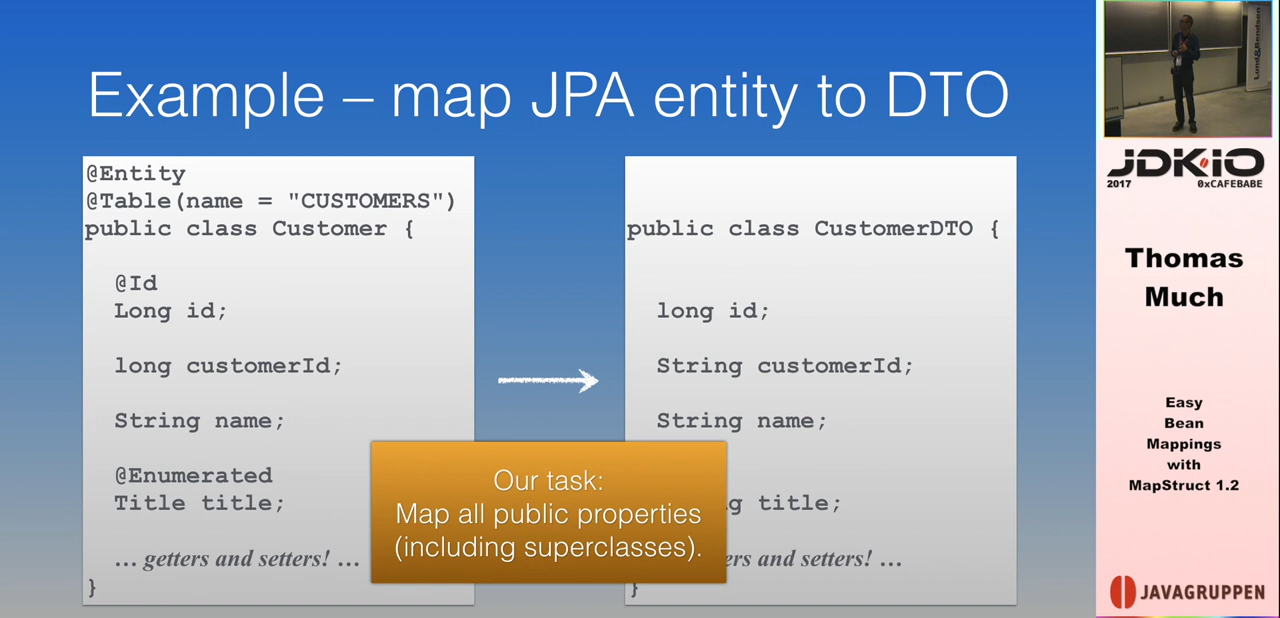 Example – map JPA entity to DTO
@Entity
@Table(name = "CUSTOMERS")
public class Customer {
@Id
Long id;
long customerId;
String name;
@Enumerated
Title title;
… getters and setters! …
}
public class CustomerDTO {
long id;
String customerId;
String name;
g title;
ers and setters! …
}
Our task:
Map all public properties
(including superclasses).
Lund&Bendsen
JDK.IO
2017 0xCAFEBABE
Thomas
Much
Easy
Bean
Mappings
with
MapStruct 1.2
JAVAGRUPPEN